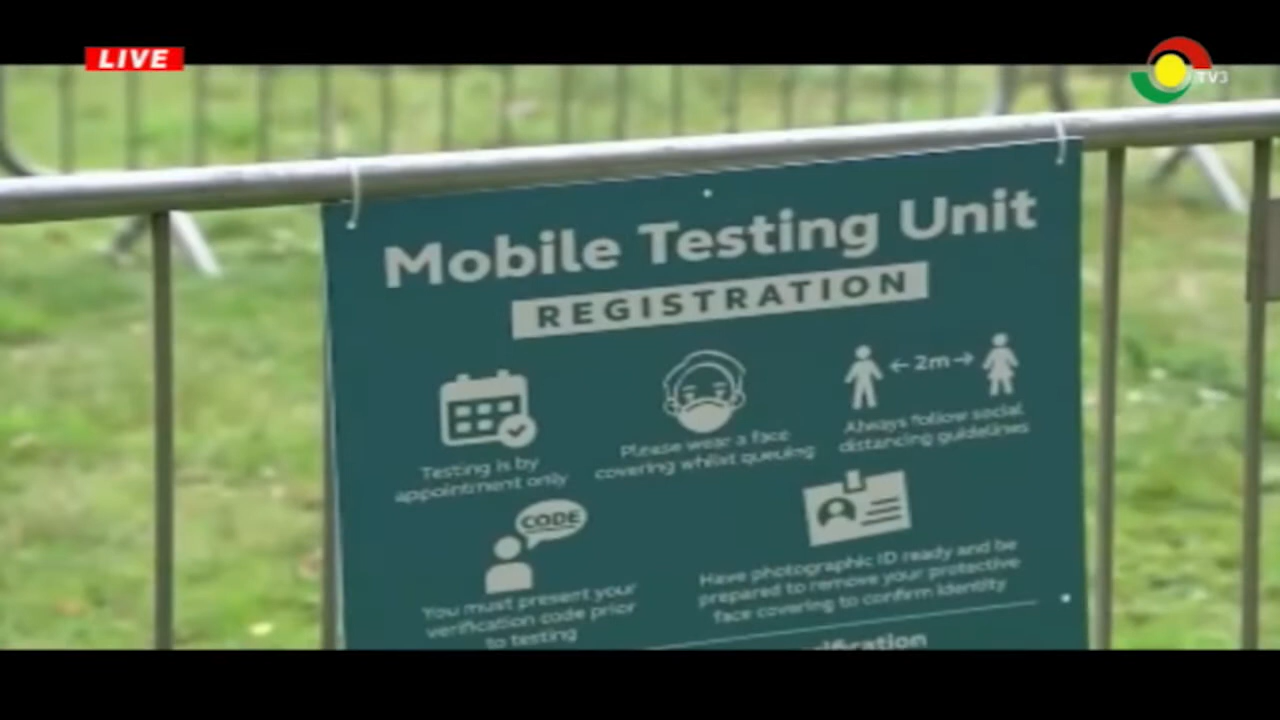 LIVE
TV3
Mobile Testing Unit
REGISTRATION
← 2m →
Testing is by
appointment only
Please wear a face
covering whilst queuing
Always follow social
distancing guidelines
CODE
You must present your
verification code prior
to testing
Have photographic ID ready and be
prepared to remove your protective
face covering to confirm identity